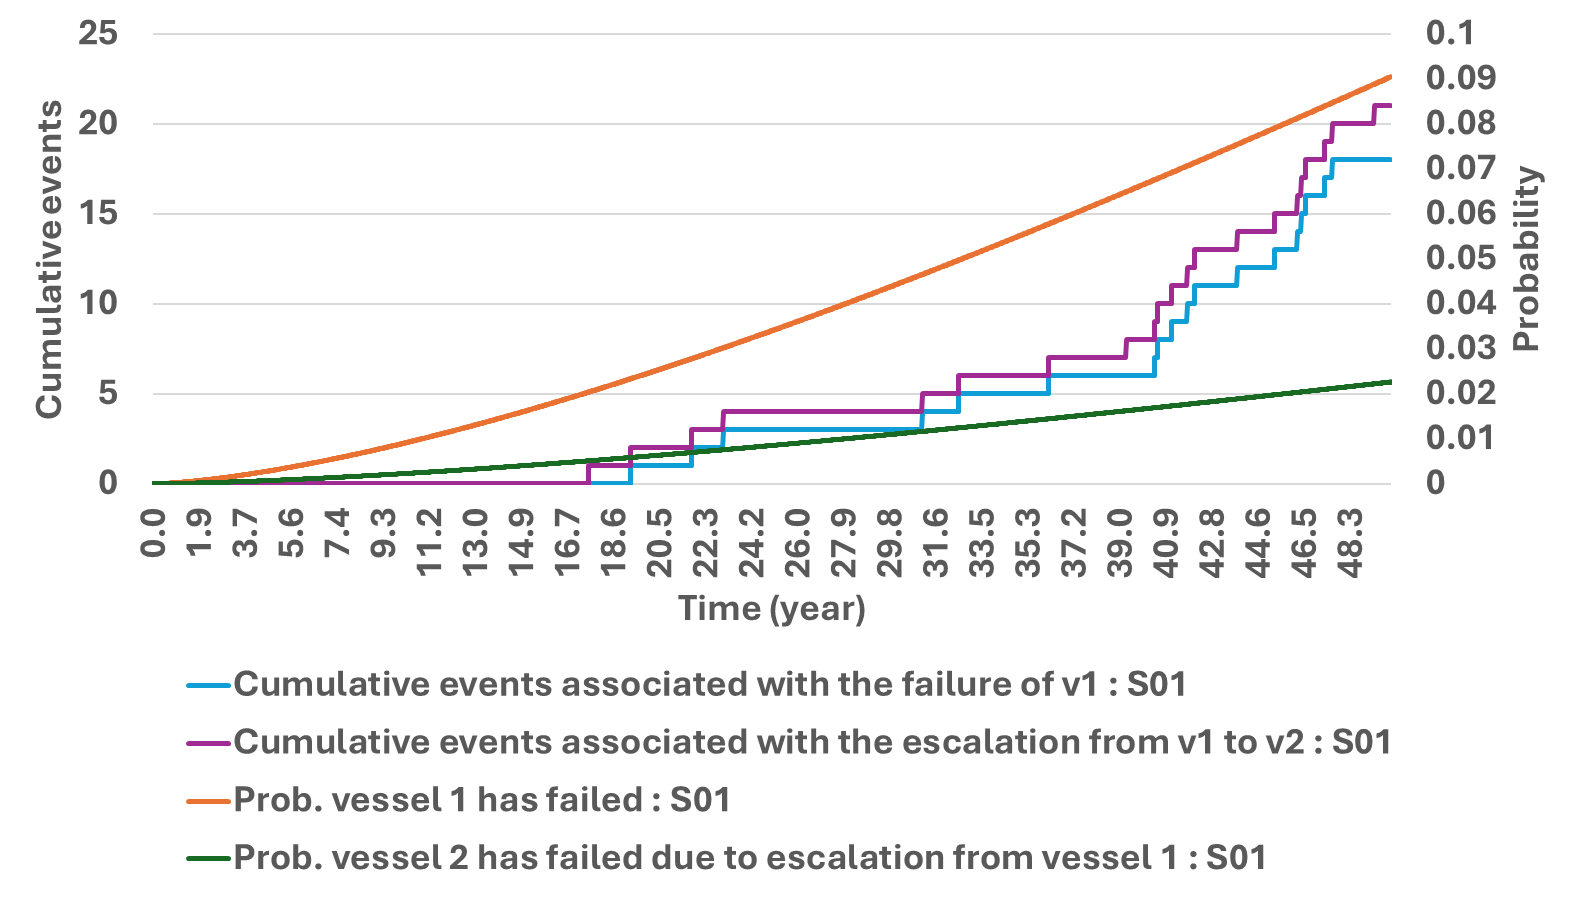 25
20
15
10
5
0
Cumulative events
0.1
0.09
0.08
0.07
0.06
0.05
0.04
0.03
0.02
0.01
0
Probability
0.0 1.9 3.7 5.6 7.4 9.3 11.2 13.0 14.9 16.7 18.6 20.5 22.3 24.2 26.0 27.9 29.8 31.6 33.5 35.3 37.2 39.0 40.9 42.8 44.6 46.5 48.3
Time (year)
Cumulative events associated with the failure of v1 : S01
Cumulative events associated with the escalation from v1 to v2 : S01
Prob. vessel 1 has failed : S01
Prob. vessel 2 has failed due to escalation from vessel 1 : S01